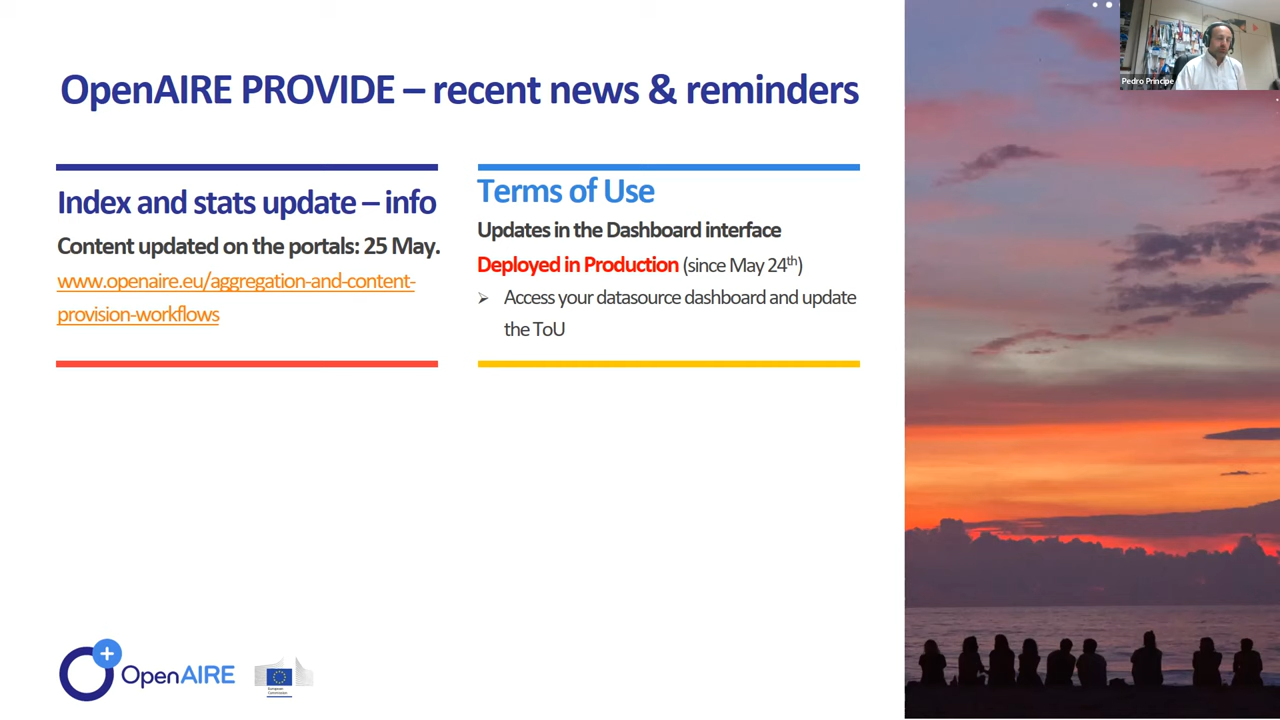 OpenAIRE PROVIDE – recent news & reminders
Pedro Principe
Index and stats update – info
Content updated on the portals: 25 May.
www.openaire.eu/aggregation-and-content-
provision-workflows
Terms of Use
Updates in the Dashboard interface
Deployed in Production (since May 24th)
➢ Access your datasource dashboard and update
the ToU
OpenAIRE
European
Commission